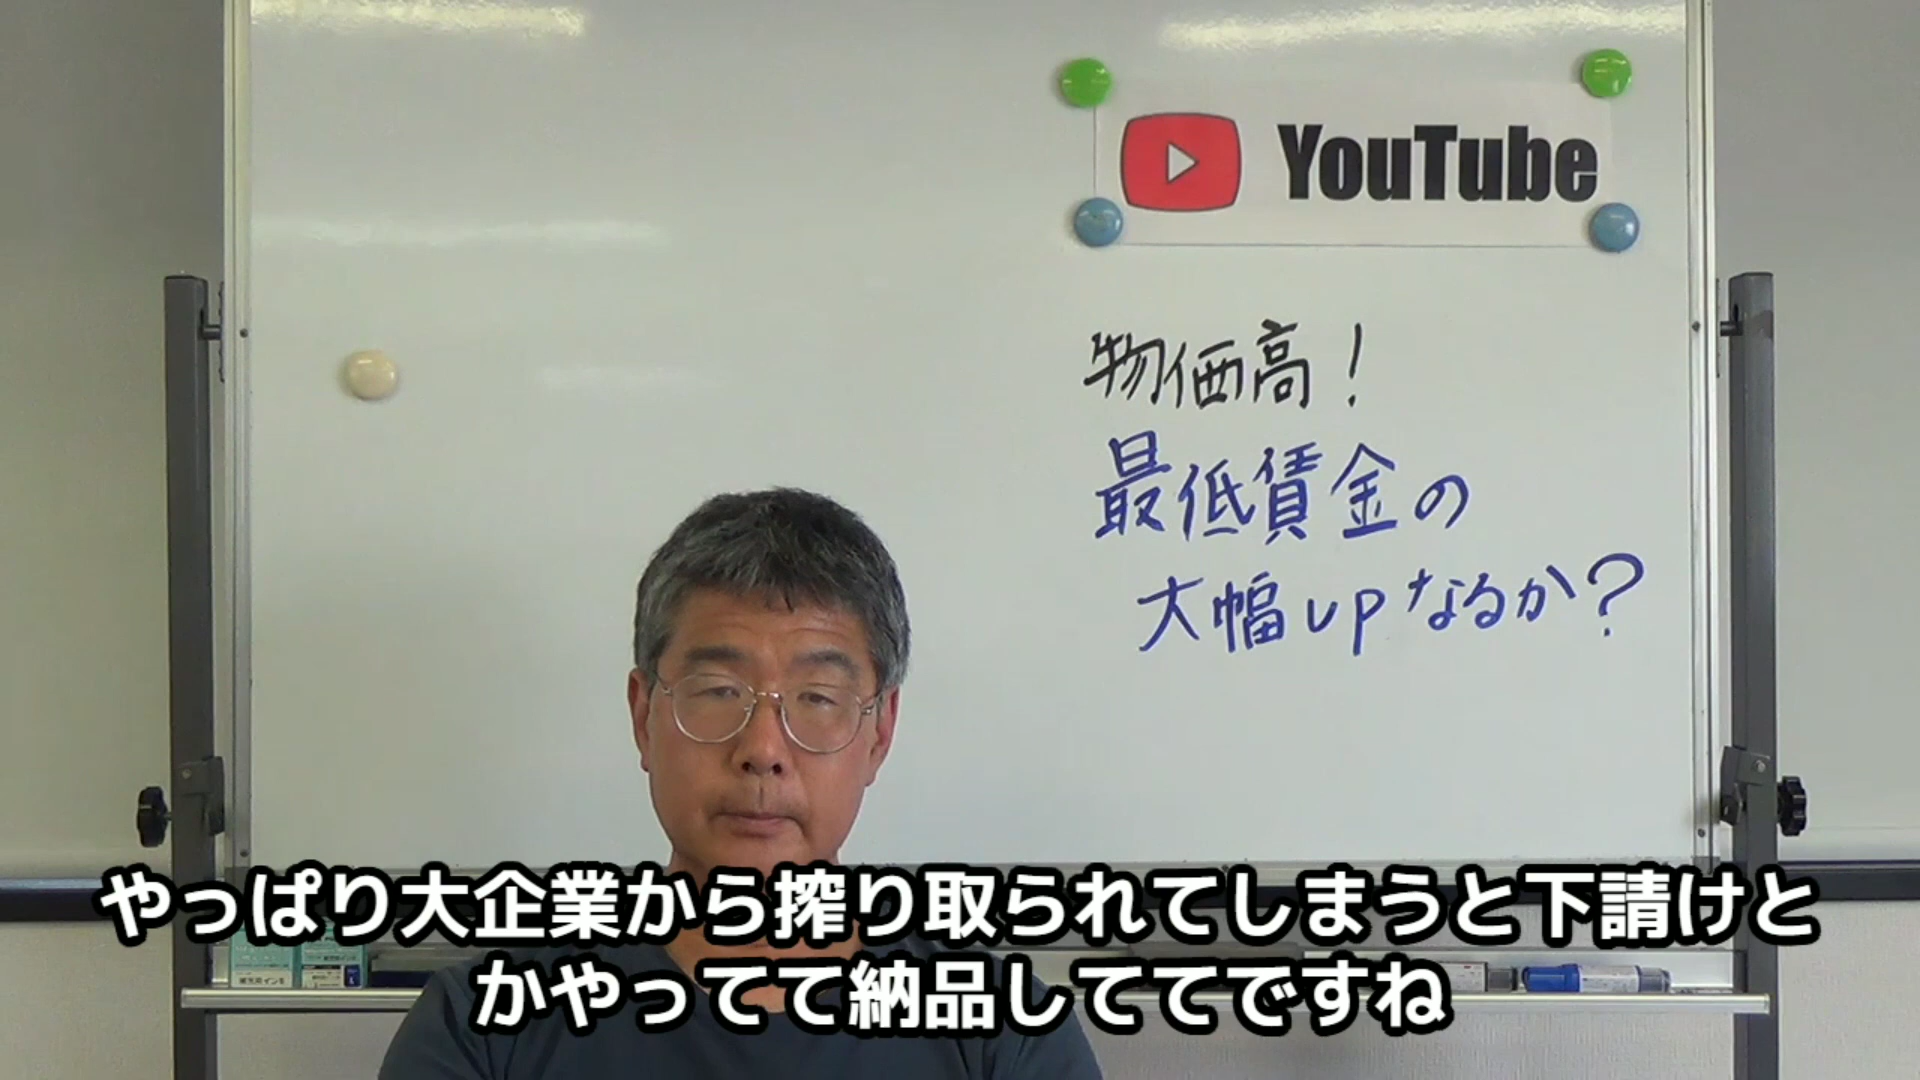 YouTube
物価高!
最低賃金の
大幅upなるか?
やっぱり大企業から搾り取られてしまうと下請けと
かやってて納品しててですね